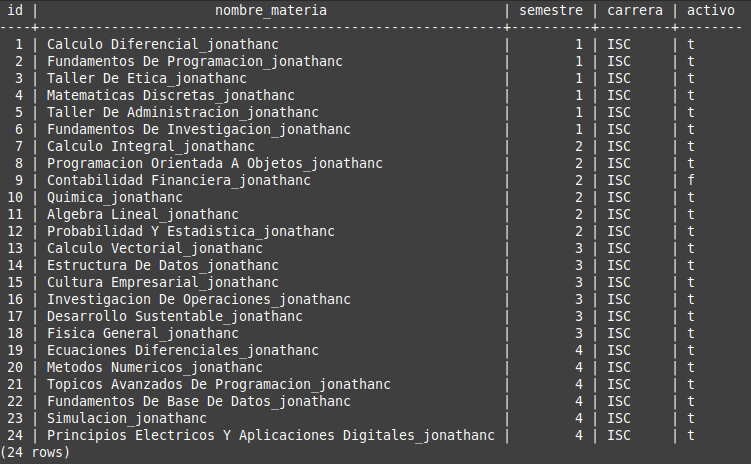 id |                      nombre_materia                      | semestre | carrera | activo
----+----------------------------------------------------------+----------+---------+--------
  1 | Calculo Diferencial_jonathanc                            |        1 | ISC     | t
  2 | Fundamentos De Programacion_jonathanc                    |        1 | ISC     | t
  3 | Taller De Etica_jonathanc                                |        1 | ISC     | t
  4 | Matematicas Discretas_jonathanc                          |        1 | ISC     | t
  5 | Taller De Administracion_jonathanc                       |        1 | ISC     | t
  6 | Fundamentos De Investigacion_jonathanc                   |        1 | ISC     | t
  7 | Calculo Integral_jonathanc                               |        2 | ISC     | t
  8 | Programacion Orientada A Objetos_jonathanc               |        2 | ISC     | t
  9 | Contabilidad Financiera_jonathanc                        |        2 | ISC     | f
 10 | Quimica_jonathanc                                        |        2 | ISC     | t
 11 | Algebra Lineal_jonathanc                                 |        2 | ISC     | t
 12 | Probabilidad Y Estadistica_jonathanc                     |        2 | ISC     | t
 13 | Calculo Vectorial_jonathanc                              |        3 | ISC     | t
 14 | Estructura De Datos_jonathanc                            |        3 | ISC     | t
 15 | Cultura Empresarial_jonathanc                            |        3 | ISC     | t
 16 | Investigacion De Operaciones_jonathanc                   |        3 | ISC     | t
 17 | Desarrollo Sustentable_jonathanc                         |        3 | ISC     | t
 18 | Fisica General_jonathanc                                 |        3 | ISC     | t
 19 | Ecuaciones Diferenciales_jonathanc                       |        4 | ISC     | t
 20 | Metodos Numericos_jonathanc                              |        4 | ISC     | t
 21 | Topicos Avanzados De Programacion_jonathanc              |        4 | ISC     | t
 22 | Fundamentos De Base De Datos_jonathanc                   |        4 | ISC     | t
 23 | Simulacion_jonathanc                                     |        4 | ISC     | t
 24 | Principios Electricos Y Aplicaciones Digitales_jonathanc |        4 | ISC     | t
(24 rows)